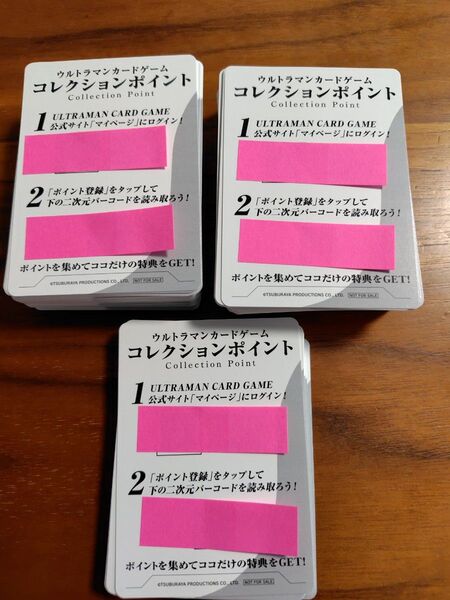 ウルトラマンカードゲーム
コレクションポイント
Collection Point
1 ULTRAMAN CARD GAME
公式サイト「マイページ」にログイン！
2 「ポイント登録」をタップして
下の二次元バーコードを読み取ろう！
ポイントを集めてココだけの特典をGET!
©TSUBURAYA PRODUCTIONS CO., LTD. NOT FOR SALE
ウルトラマンカードゲーム
コレクションポイント
Collection Point
1 ULTRAMAN CARD GAME
公式サイト「マイページ」にログイン！
2 「ポイント登録」をタップして
下の二次元バーコードを読み取ろう！
ポイントを集めてココだけの特典をGET!
©TSUBURAYA PRODUCTIONS CO., LTD. NOT FOR SALE
ウルトラマンカードゲーム
コレクションポイント
Collection Point
1 ULTRAMAN CARD GAME
公式サイト「マイページ」にログイン！
2 「ポイント登録」をタップして
下の二次元バーコードを読み取ろう！
ポイントを集めてココだけの特典をGET!
©TSUBURAYA PRODUCTIONS CO., LTD. NOT FOR SALE